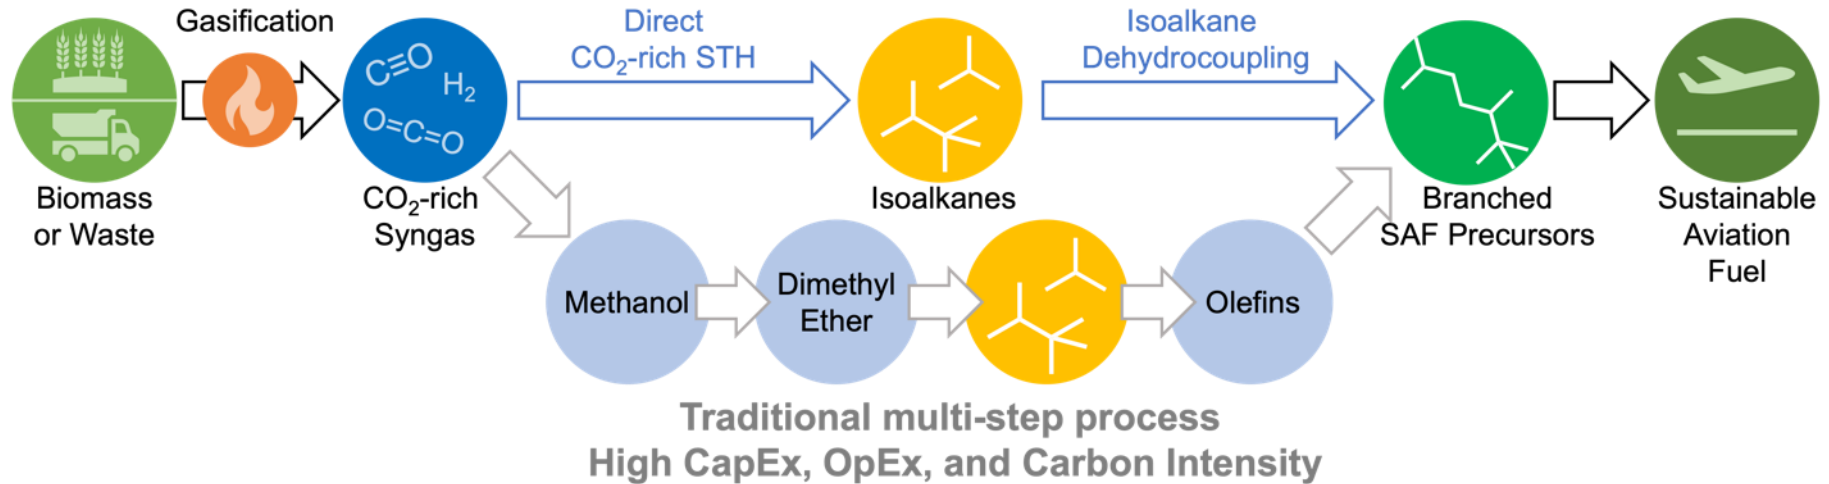 Gasification
Direct
CO₂-rich STH
Isoalkane
Dehydrocoupling
C≡O
H₂
O=C=O
Biomass
or Waste
CO₂-rich
Syngas
Isoalkanes
Branched
SAF Precursors
Sustainable
Aviation
Fuel
Methanol
Dimethyl
Ether
Olefins
Traditional multi-step process
High CapEx, OpEx, and Carbon Intensity